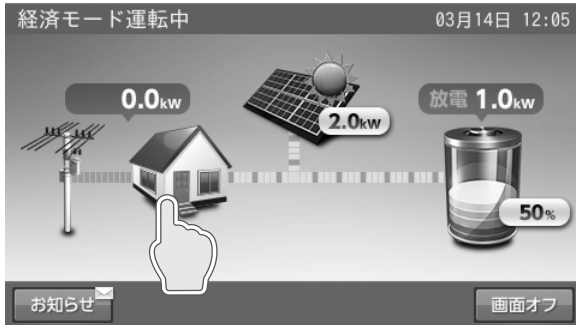 経済モード運転中
03月14日 12:05
0.0kw
放電 1.0kw
2.0kw
50%
お知らせ
画面オフ